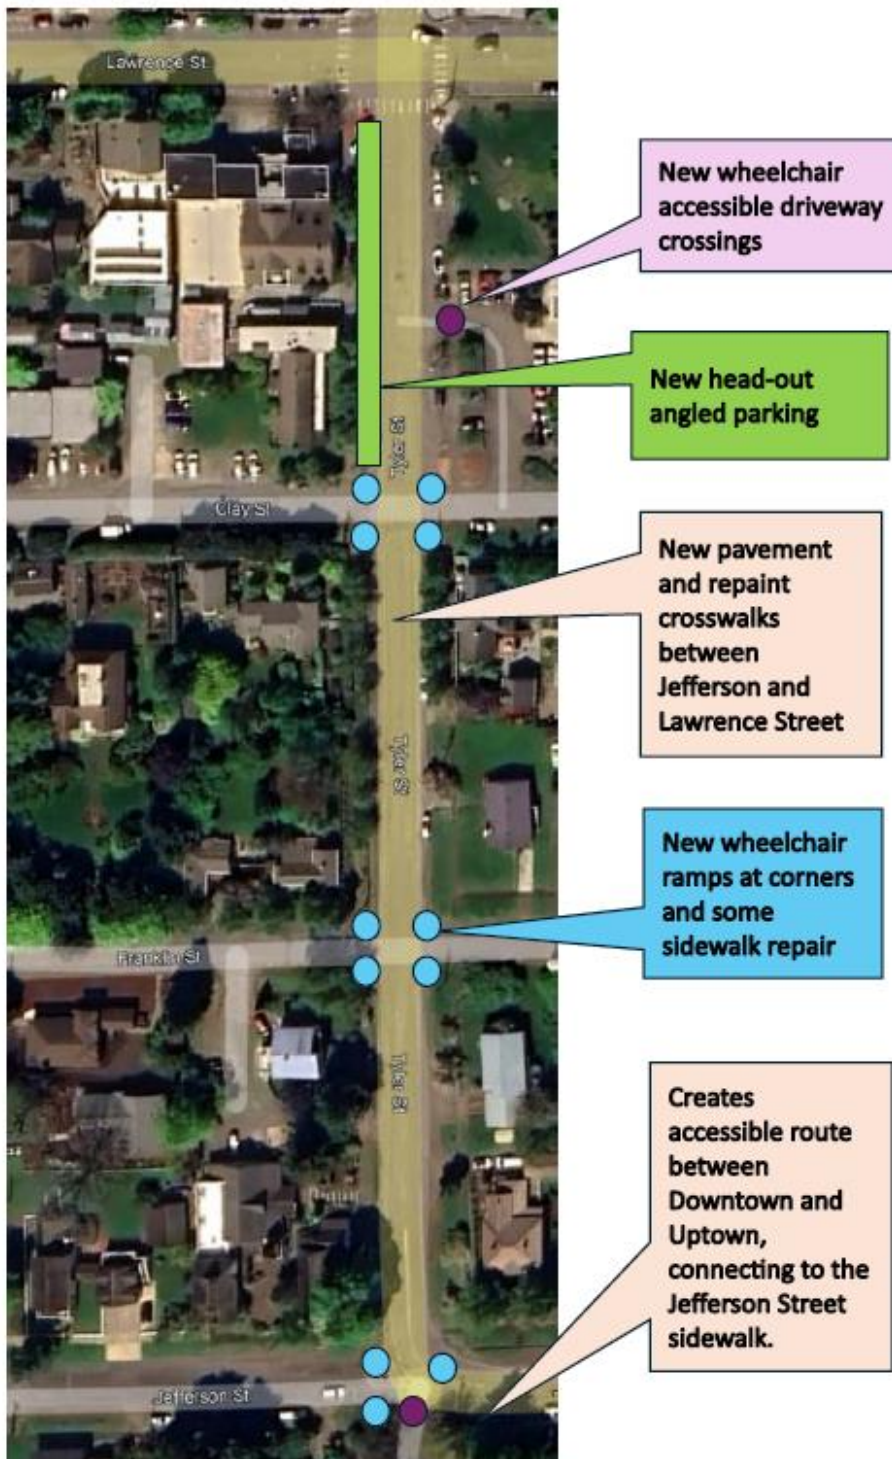 Lawrence St
New wheelchair
accessible driveway
crossings
New head-out
angled parking
Tyler St
Clay St
New pavement
and repaint
crosswalks
between
Jefferson and
Lawrence Street
Tyler St
New wheelchair
ramps at corners
and some
sidewalk repair
Franklin St
Tyler St
Creates
accessible route
between
Downtown and
Uptown,
connecting to the
Jefferson Street
sidewalk.
Jefferson St